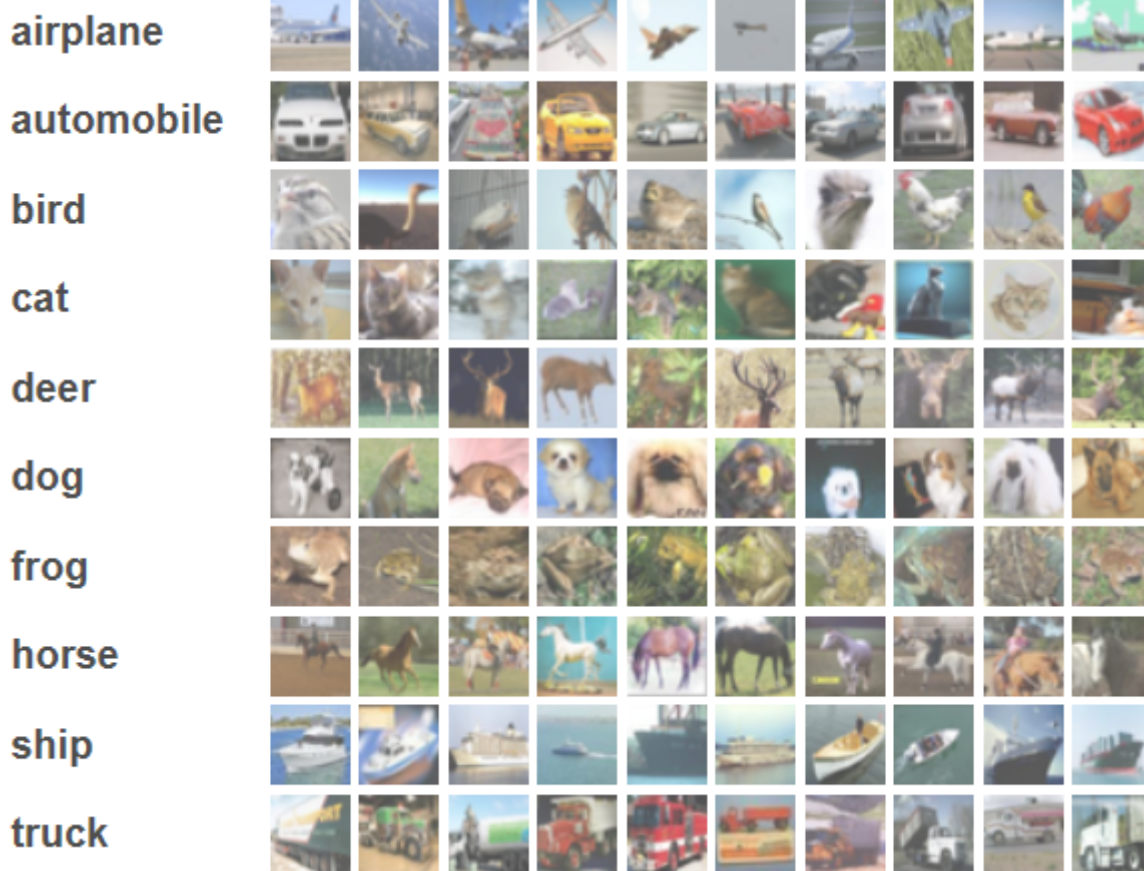 airplane
automobile
bird
cat
deer
dog
frog
horse
ship
truck